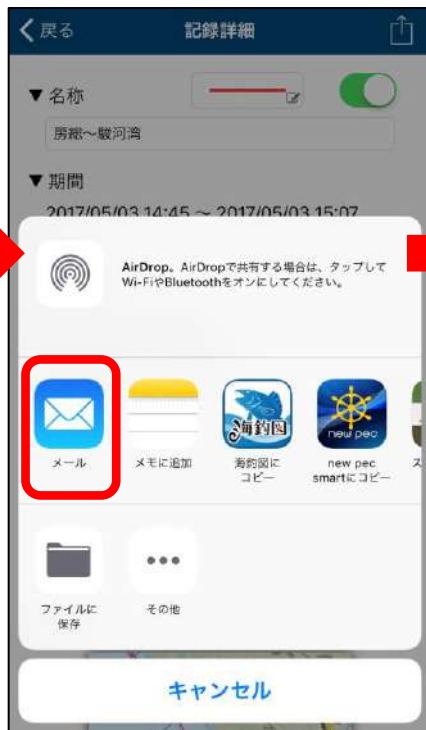 戻る 記録詳細
▼名称
房総～駿河湾
▼期間
2017/05/03 14:45 ～ 2017/05/03 15:07
AirDrop。AirDropで共有する場合は、タップして
Wi-FiやBluetoothをオンにしてください。
海釣図
new pec
メール
メモに追加
海釣図に
コピー
new pec
smartにコピー
ス
ファイルに
保存
その他
キャンセル